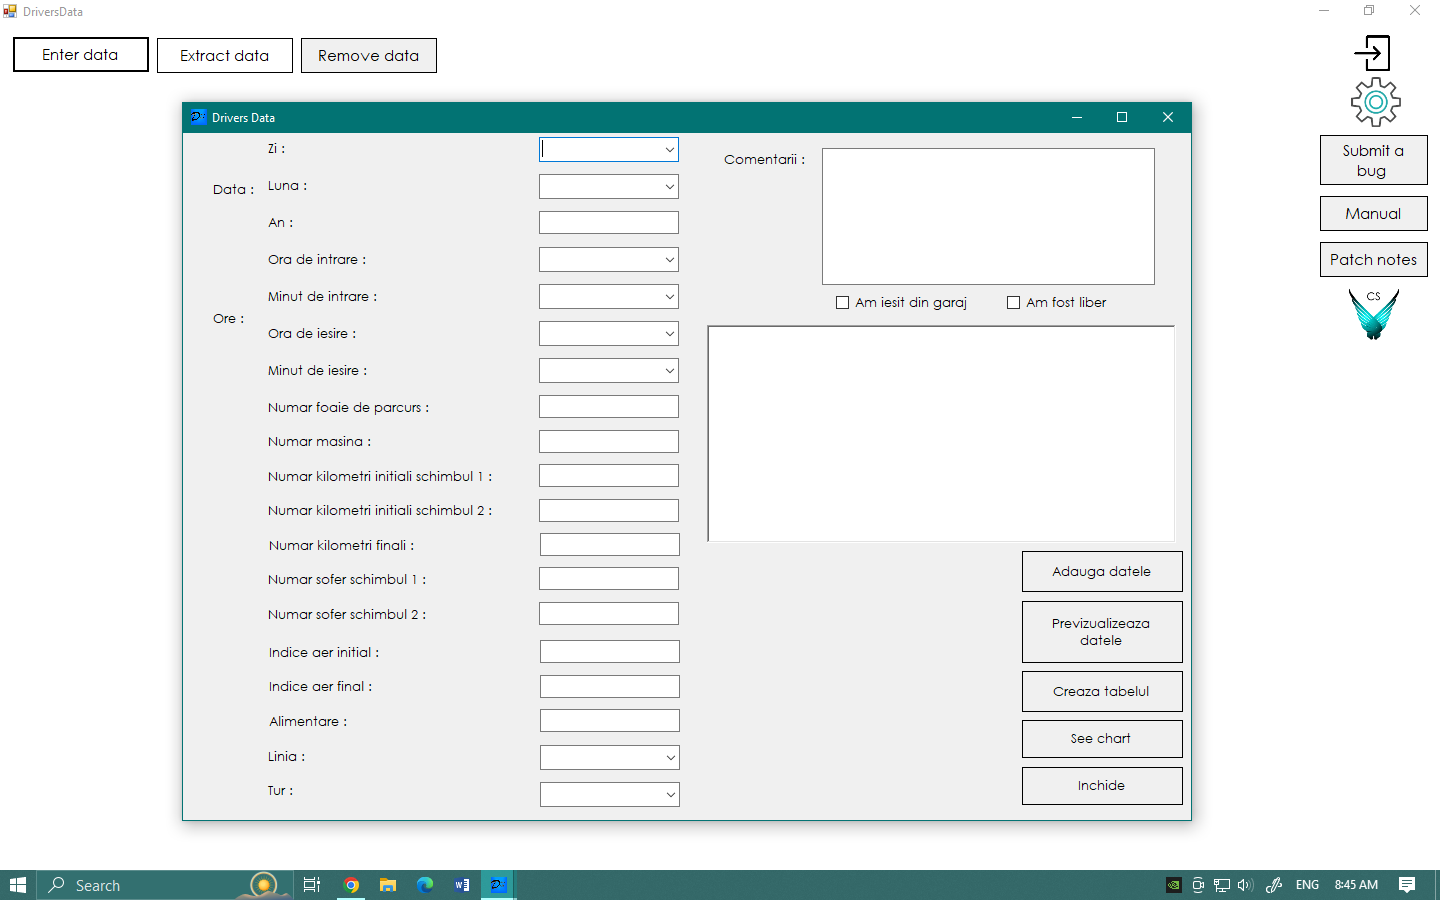 DriversData
Enter data
Extract data
Remove data
Submit a
bug
Manual
Patch notes
CS
Drivers Data
Data :
Zi :
Luna :
An :
Ore :
Ora de intrare :
Minut de intrare :
Ora de iesire :
Minut de iesire :
Numar foaie de parcurs :
Numar masina :
Numar kilometri initiali schimbul 1 :
Numar kilometri initiali schimbul 2 :
Numar kilometri finali :
Numar sofer schimbul 1 :
Numar sofer schimbul 2 :
Indice aer initial :
Indice aer final :
Alimentare :
Linia :
Tur :
Comentarii :
Am iesit din garaj
Am fost liber
Adauga datele
Previzualizeaza
datele
Creaza tabelul
See chart
Inchide
Search
ENG
8:45 AM